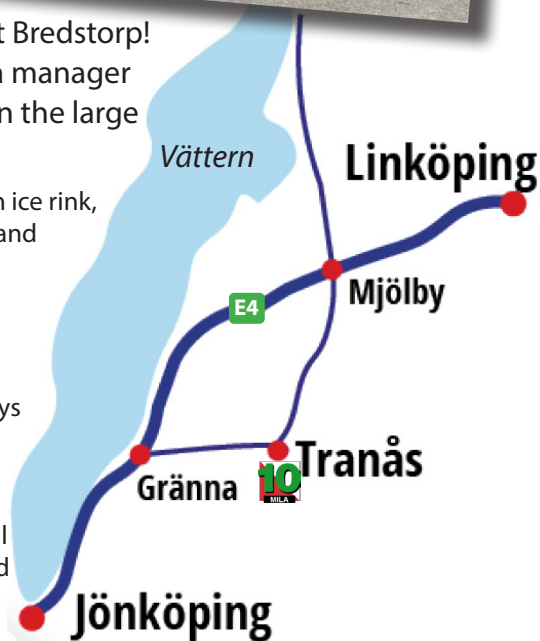 t Bredstorp!
manager
n the large
Vättern
Linköping
n ice rink,
and
Mjölby
E4
ys
Tranås
10
MILA
Gränna
Jönköping